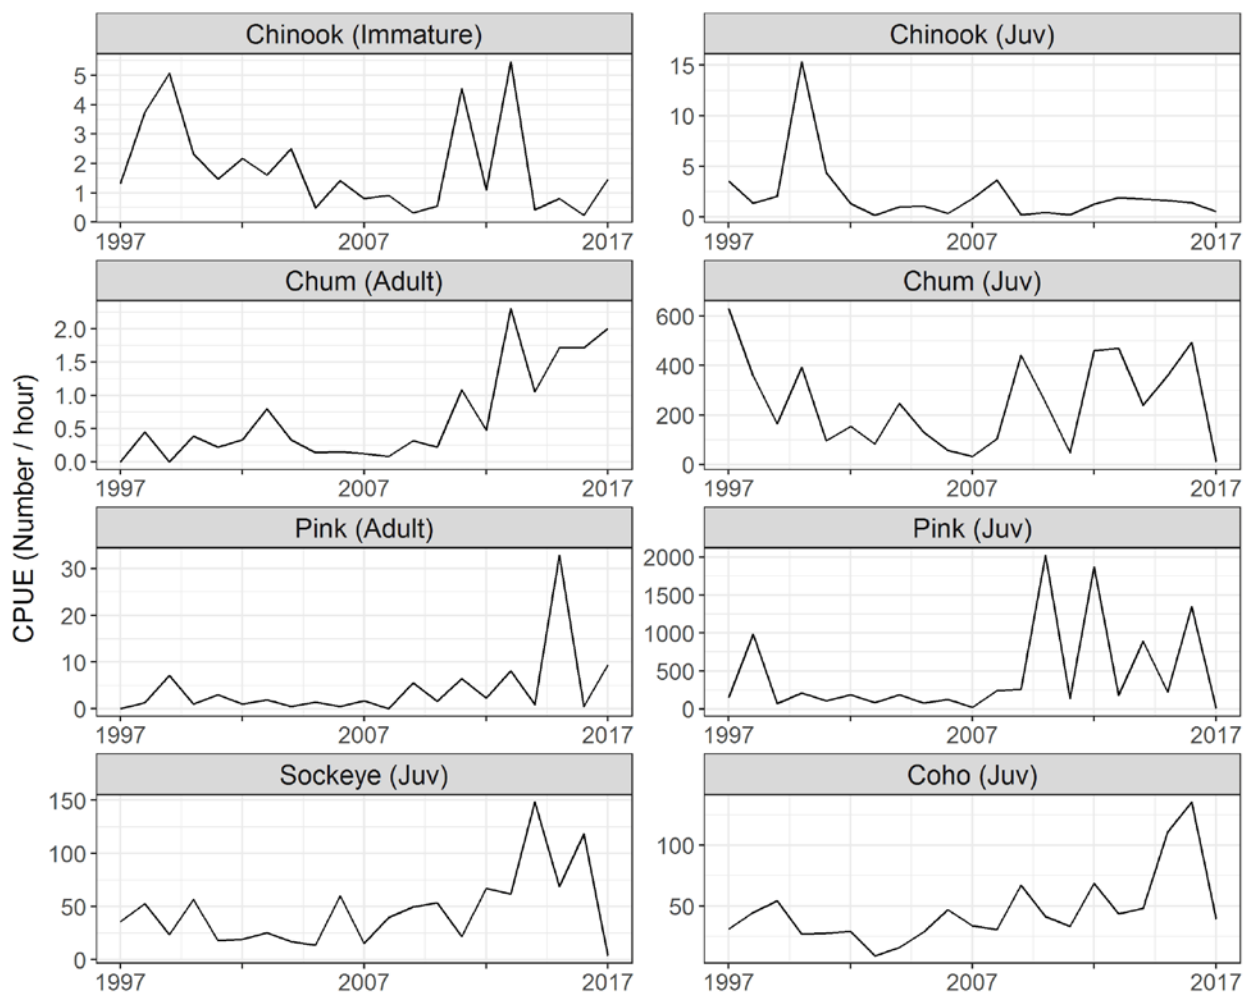 Chinook (Immature)
5
4
3
2
1
0
1997 2007 2017
Chinook (Juv)
15
10
5
0
1997 2007 2017
Chum (Adult)
2.0
1.5
1.0
0.5
0.0
1997 2007 2017
Chum (Juv)
600
400
200
0
1997 2007 2017
CPUE (Number / hour)
Pink (Adult)
30
20
10
0
1997 2007 2017
Pink (Juv)
2000
1500
1000
500
0
1997 2007 2017
Sockeye (Juv)
150
100
50
0
1997 2007 2017
Coho (Juv)
100
50
1997 2007 2017